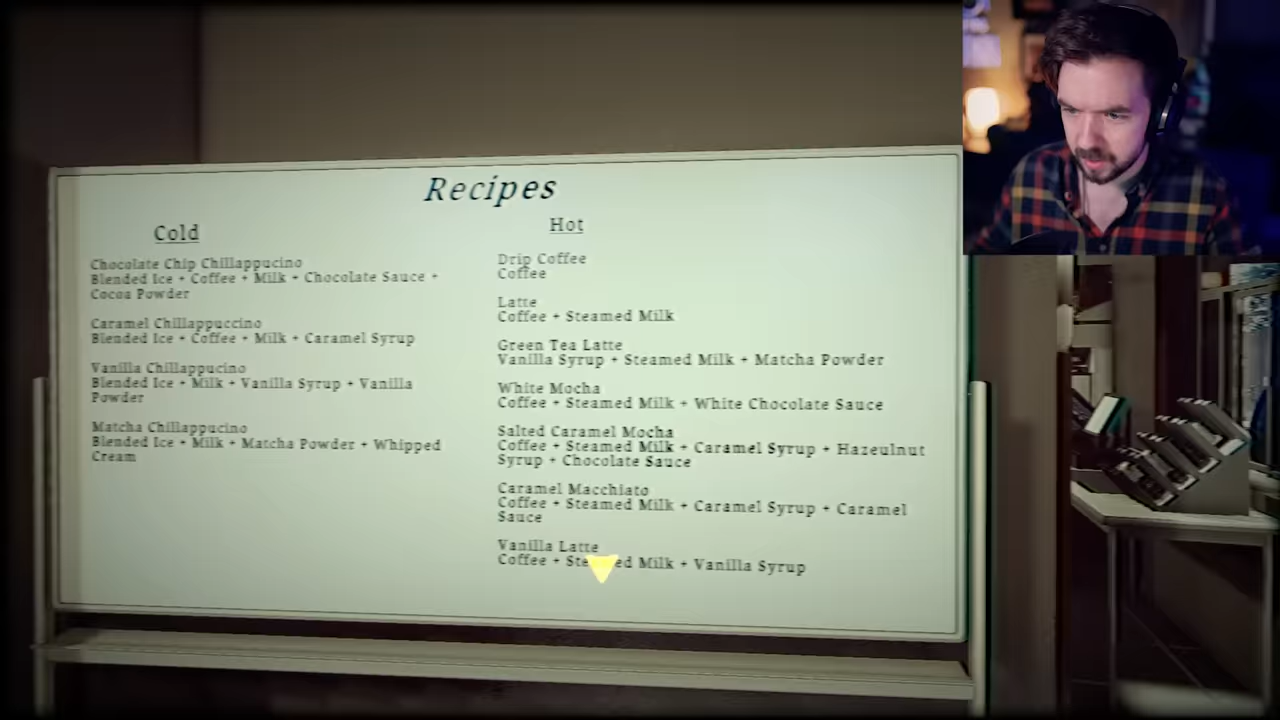 Recipes
Cold
Chocolate Chip Chillappucino
Blended Ice + Coffee + Milk + Chocolate Sauce +
Cocoa Powder
Caramel Chillappuccino
Blended Ice + Coffee + Milk + Caramel Syrup
Vanilla Chillappucino
Blended Ice + Milk + Vanilla Syrup + Vanilla
Powder
Matcha Chillappucino
Blended Ice + Milk + Matcha Powder + Whipped
Cream
Hot
Drip Coffee
Coffee
Latte
Coffee + Steamed Milk
Green Tea Latte
Vanilla Syrup + Steamed Milk + Matcha Powder
White Mocha
Coffee + Steamed Milk + White Chocolate Sauce
Salted Caramel Mocha
Coffee + Steamed Milk + Caramel Syrup + Hazeulnut
Syrup + Chocolate Sauce
Caramel Macchiato
Coffee + Steamed Milk + Caramel Syrup + Caramel
Sauce
Vanilla Latte
Coffee + Steamed Milk + Vanilla Syrup